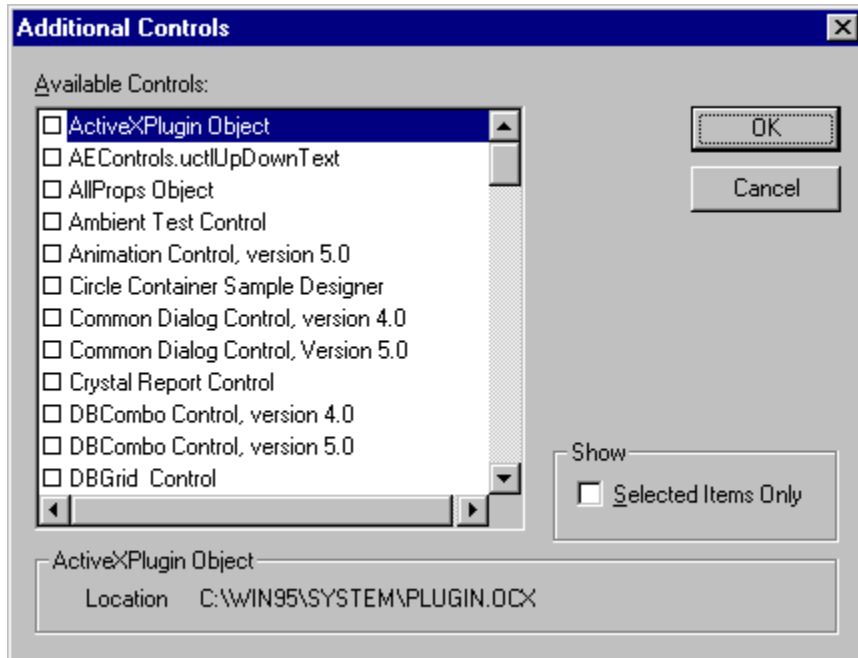 Additional Controls
Available Controls:
ActiveXPlugin Object
AEControls.uctlUpDownText
AllProps Object
Ambient Test Control
Animation Control, version 5.0
Circle Container Sample Designer
Common Dialog Control, version 4.0
Common Dialog Control, Version 5.0
Crystal Report Control
DBCombo Control, version 4.0
DBCombo Control, version 5.0
DBGrid  Control
OK
Cancel
Show
Selected Items Only
ActiveXPlugin Object
Location C:\WIN95\SYSTEM\PLUGIN.OCX